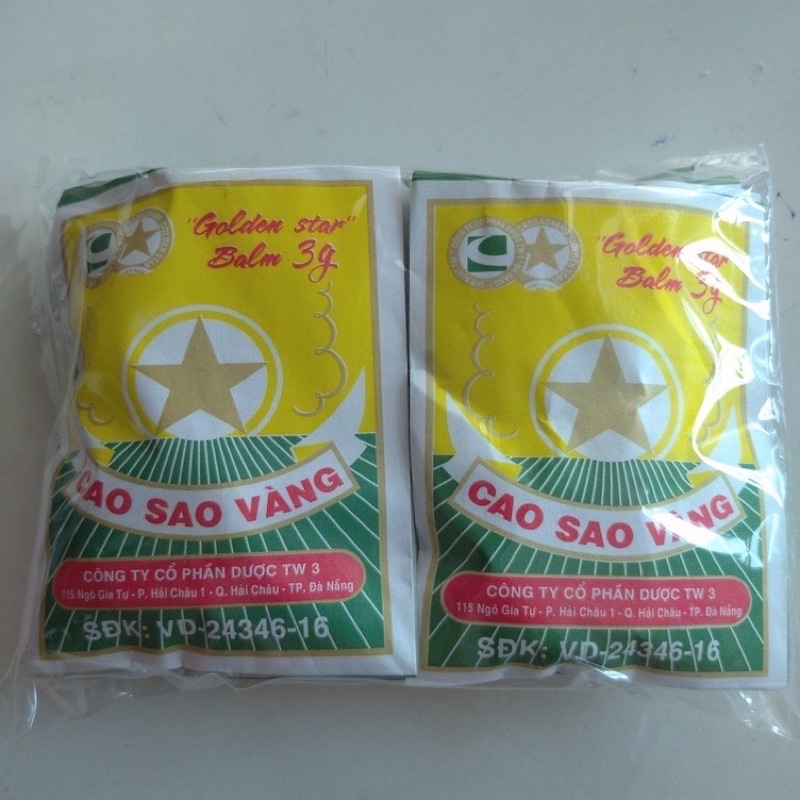 "Golden star"
Balm 3g
CAO SAO VÀNG
CÔNG TY CỔ PHẦN DƯỢC TW 3
115 Ngô Gia Tự - P. Hải Châu 1 - Q. Hải Châu - TP. Đà Nẵng
SĐK: VD-24346-16
"Golden star
Balm 3g
CAO SAO VÀNG
CÔNG TY CỔ PHẦN DƯỢC TW 3
115 Ngô Gia Tự - P. Hải Châu 1 - Q. Hải Châu - TP. Đà Nẵng
SĐK: VD-24346-16